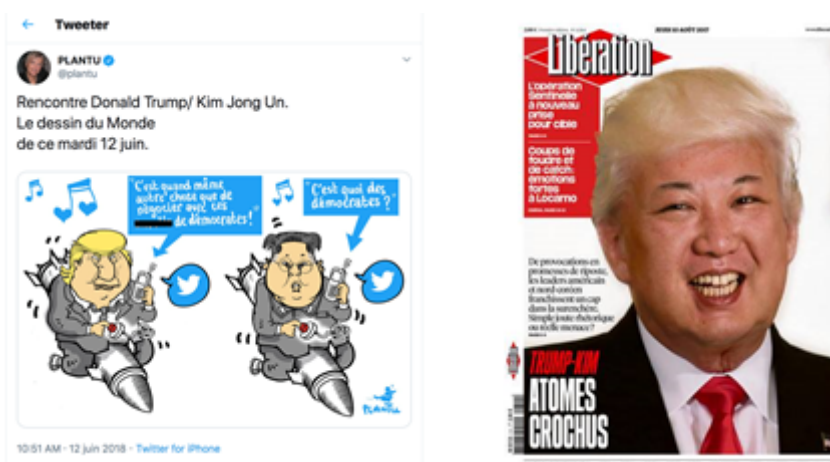 Tweeter
PLANTU
@plantu
Rencontre Donald Trump/ Kim Jong Un.
Le dessin du Monde
de ce mardi 12 juin.
"C'est quand même
autre chose que de
négocier avec ces
de démocrates!"
"C'est quoi des
démocrates ?"
PLANTU
10:51 AM · 12 juin 2018 · Twitter for iPhone
Libération
L'opération
Sentinelle
à nouveau
prise
pour cible
Coups de
foudre et
de catch:
émotions
fortes
à Locarno
De provocations en
promesses de riposte,
les leaders américain
et nord-coréen
franchissent un cap
dans la surenchère.
Simple joute rhétorique
ou réelle menace?
TRUMP-KIM
ATOMES
CROCHUS